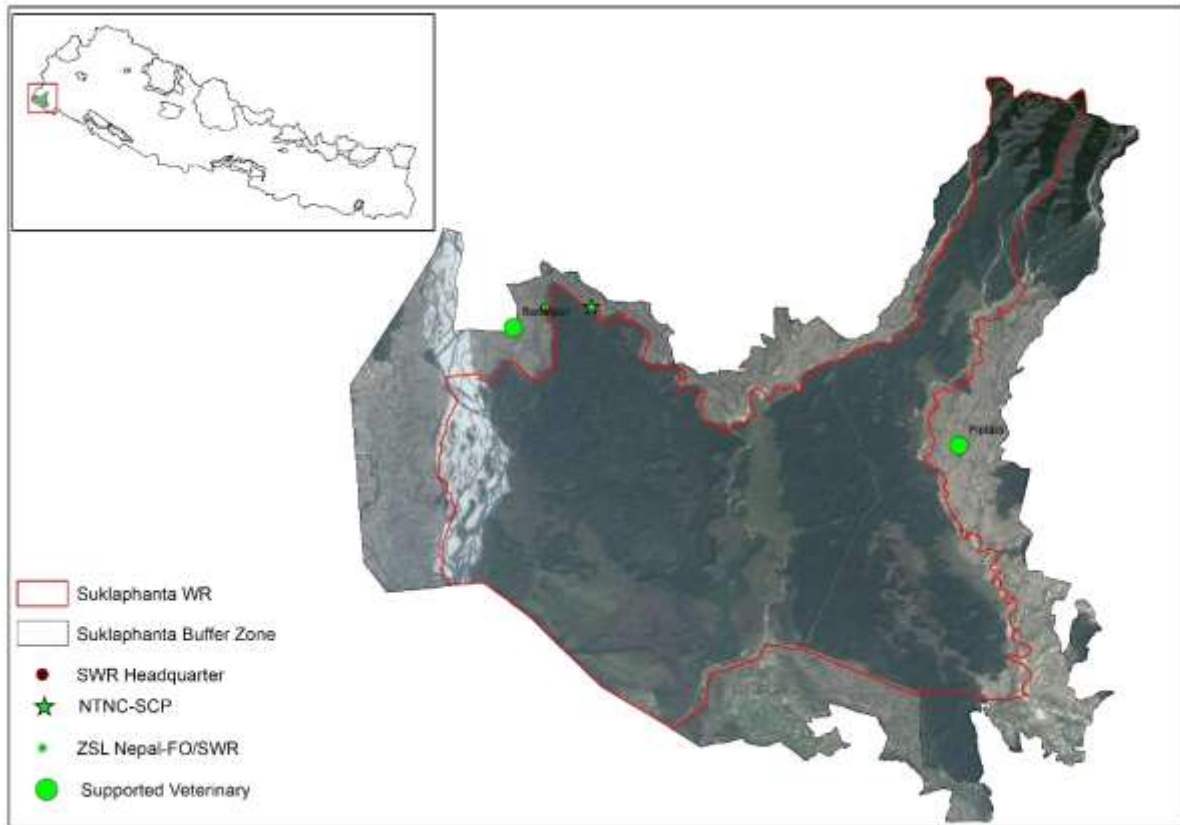 Suklaphanta WR
Suklaphanta Buffer Zone
SWR Headquarter
NTNC-SCP
ZSL Nepal-FO/SWR
Supported Veterinary